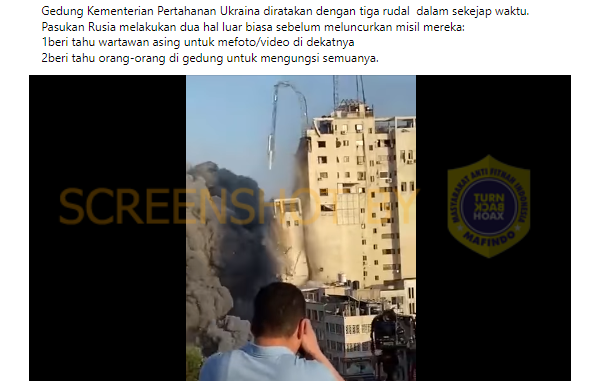 Gedung Kementerian Pertahanan Ukraina diratakan dengan tiga rudal  dalam sekejap waktu.
Pasukan Rusia melakukan dua hal luar biasa sebelum meluncurkan misil mereka:
1beri tahu wartawan asing untuk mefoto/video di dekatnya
2beri tahu orang-orang di gedung untuk mengungsi semuanya.
SCREENSHOT BY
MASYARAKAT ANTI FITNAH INDONESIA
TURN
BACK
HOAX
MAFINDO